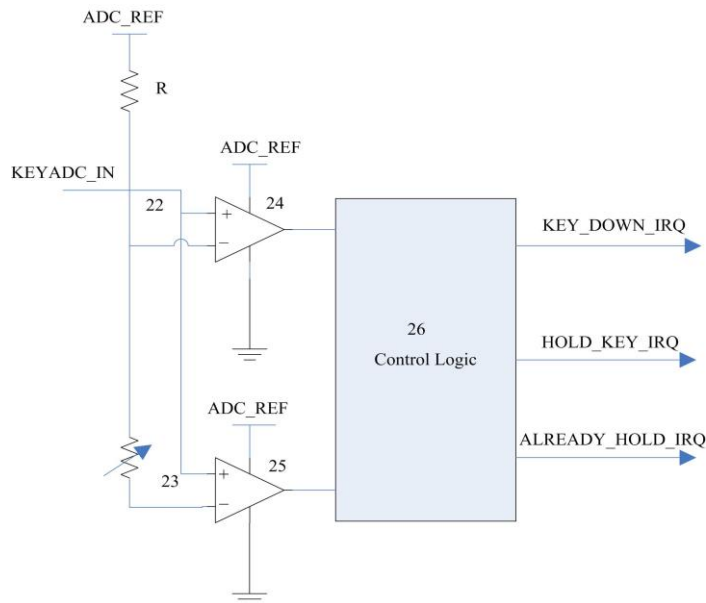 ADC_REF
R
ADC_REF
KEYADC_IN
22
24
+
−
KEY_DOWN_IRQ
26
Control Logic
HOLD_KEY_IRQ
ADC_REF
ALREADY_HOLD_IRQ
23
25
+
−